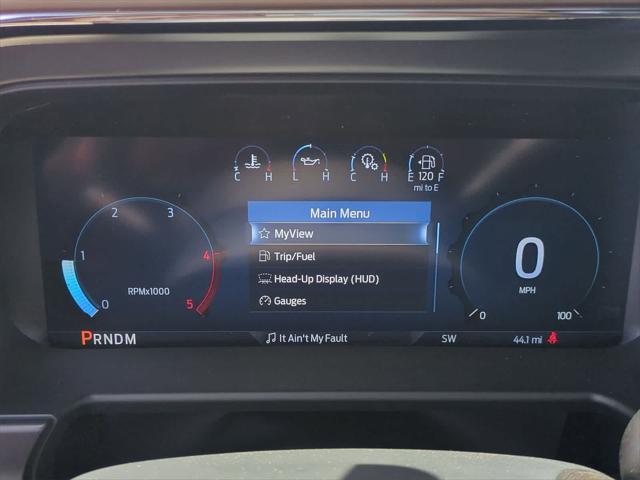 C H
L H
C H
E 120 F
mi to E
Main Menu
MyView
Trip/Fuel
Head-Up Display (HUD)
Gauges
0
1
2
3
4
5
RPMx1000
0
MPH
0
100
PRNDM
It Ain't My Fault
SW
44.1 mi